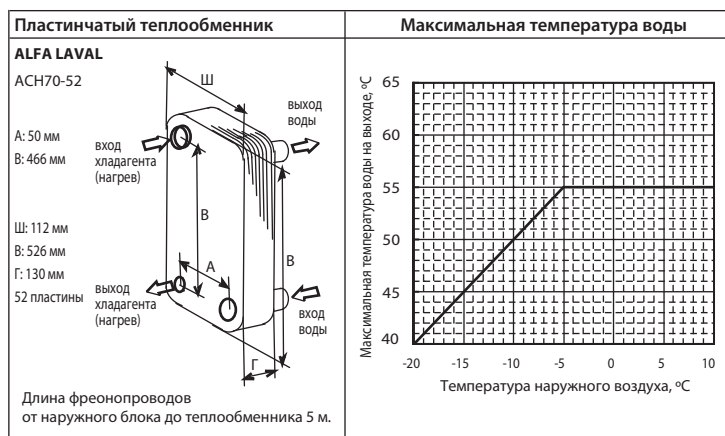 Пластинчатый теплообменник
ALFA LAVAL
ACH70-52
А: 50 мм
В: 466 мм
Ш: 112 мм
В: 526 мм
Г: 130 мм
52 пластины
Ш
выход
воды
вход
хладагента
(нагрев)
В
А
В
выход
хладагента
(нагрев)
вход
воды
Г
Длина фреонопроводов
от наружного блока до теплообменника 5 м.
Максимальная температура воды
Максимальная температура воды на выходе, ºС
65
60
55
50
45
40
-20 -15 -10 -5 0 5 10
Температура наружного воздуха, ºС